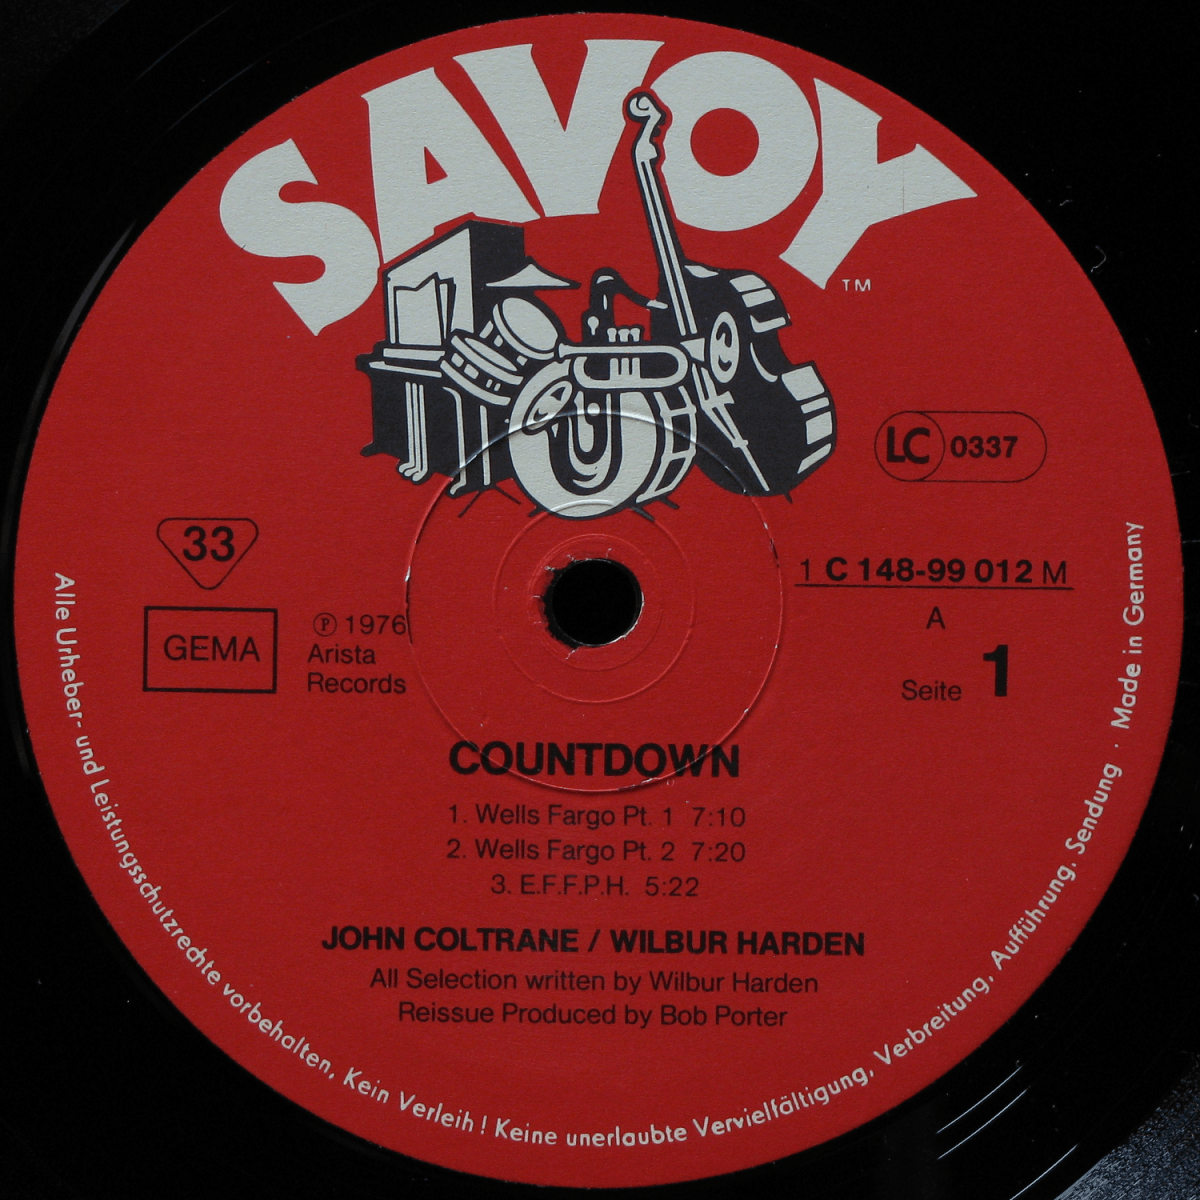 SAVOY
TM
LC 0337
33
1 C 148-99 012 M
GEMA
℗ 1976
Arista
Records
A
Seite 1
COUNTDOWN
1. Wells Fargo Pt. 1 7:10
2. Wells Fargo Pt. 2 7:20
3. E.F.F.P.H. 5:22
JOHN COLTRANE / WILBUR HARDEN
All Selection written by Wilbur Harden
Reissue Produced by Bob Porter
Alle Urheber- und Leistungsschutzrechte vorbehalten. Kein Verleih! Keine unerlaubte Vervielfältigung, Verbreitung, Aufführung, Sendung · Made in Germany